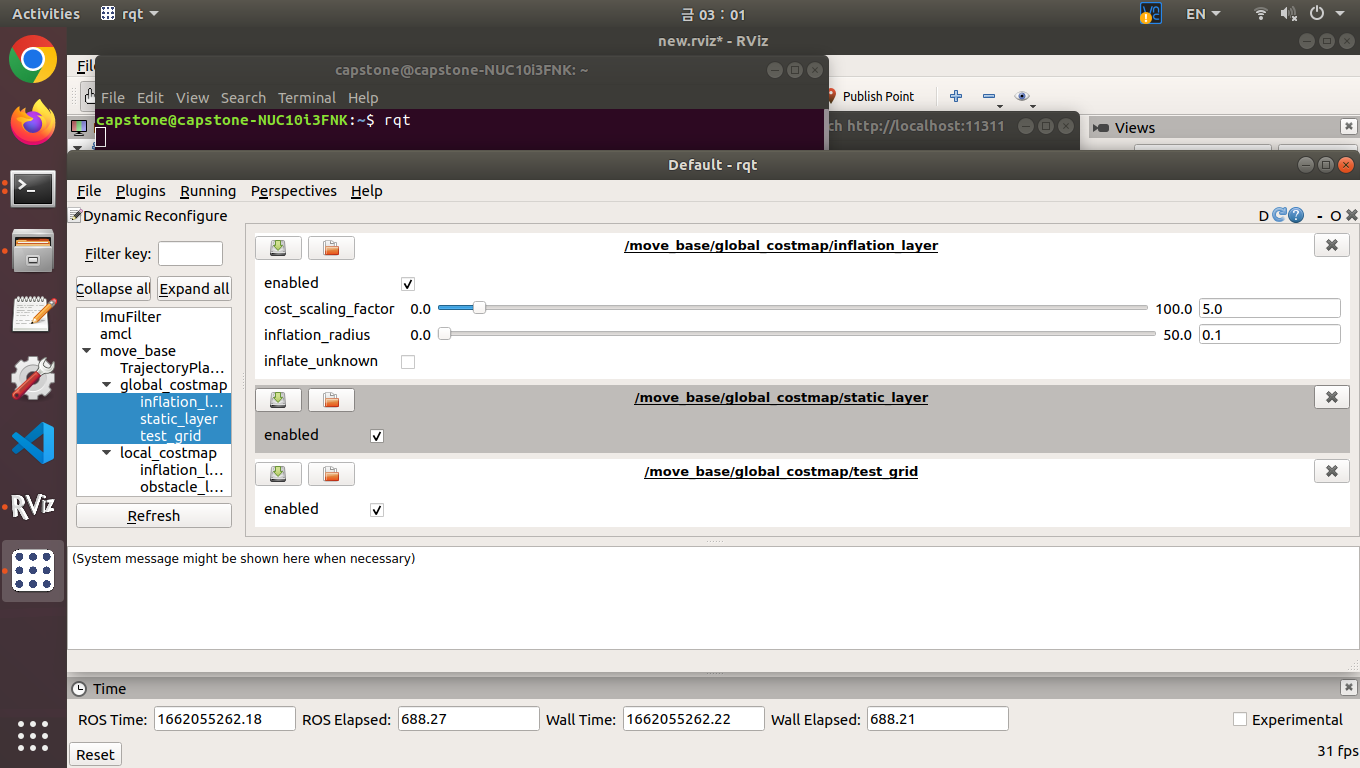 Activities rqt 금 03 : 01 EN
new.rviz* - RViz
capstone@capstone-NUC10i3FNK: ~
File Edit View Search Terminal Help
Publish Point
capstone@capstone-NUC10i3FNK:~$ rqt
http://localhost:11311
Views
Default - rqt
File Plugins Running Perspectives Help
Dynamic Reconfigure
D - O
Filter key:
Collapse all Expand all
ImuFilter
amcl
move_base
TrajectoryPla...
global_costmap
inflation_l...
static_layer
test_grid
local_costmap
inflation_l...
obstacle_l...
Refresh
/move_base/global_costmap/inflation_layer
enabled
cost_scaling_factor 0.0 100.0 5.0
inflation_radius 0.0 50.0 0.1
inflate_unknown
/move_base/global_costmap/static_layer
enabled
/move_base/global_costmap/test_grid
enabled
RViz
(System message might be shown here when necessary)
Time
ROS Time: 1662055262.18 ROS Elapsed: 688.27 Wall Time: 1662055262.22 Wall Elapsed: 688.21 Experimental
Reset 31 fps